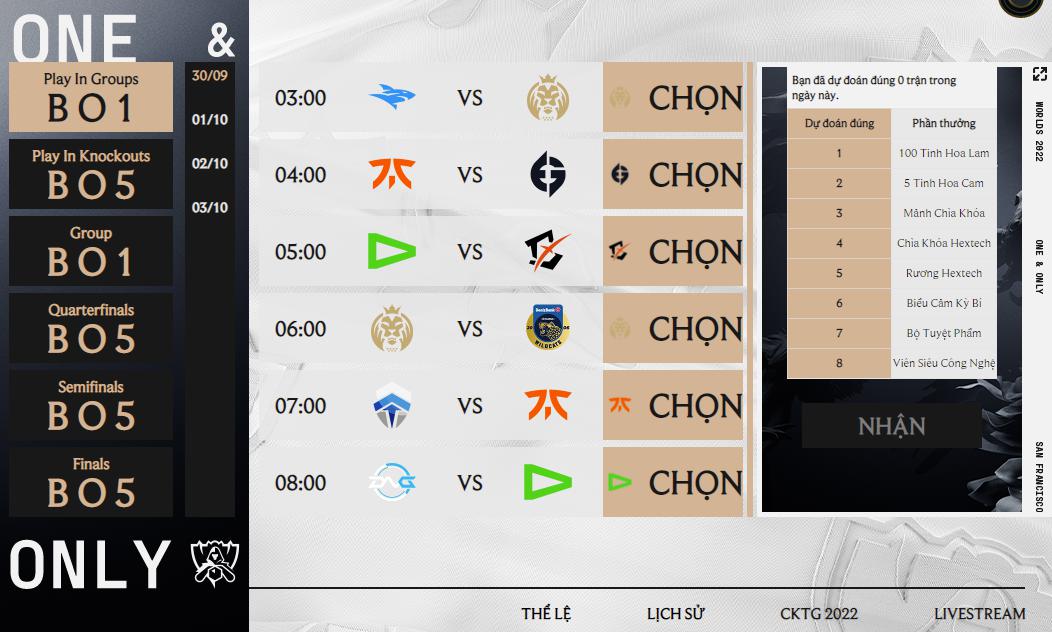 ONE &
Play In Groups
BO1
Play In Knockouts
BO5
Group
BO1
Quarterfinals
BO5
Semifinals
BO5
Finals
BO5
ONLY
30/09
01/10
02/10
03/10
03:00 VS CHỌN
04:00 VS CHỌN
05:00 VS CHỌN
06:00 VS WILDCATS CHỌN
07:00 VS CHỌN
08:00 VS CHỌN
Bạn đã dự đoán đúng 0 trận trong
ngày này.
Dự đoán đúng Phần thưởng
1 100 Tinh Hoa Lam
2 5 Tinh Hoa Cam
3 Mảnh Chìa Khóa
4 Chìa Khóa Hextech
5 Rương Hextech
6 Biểu Cảm Kỳ Bí
7 Bộ Tuyệt Phẩm
8 Viên Siêu Công Nghệ
NHẬN
WORLDS 2022
ONE & ONLY
SAN FRANCISCO
THỂ LỆ LỊCH SỬ CKTG 2022 LIVESTREAM